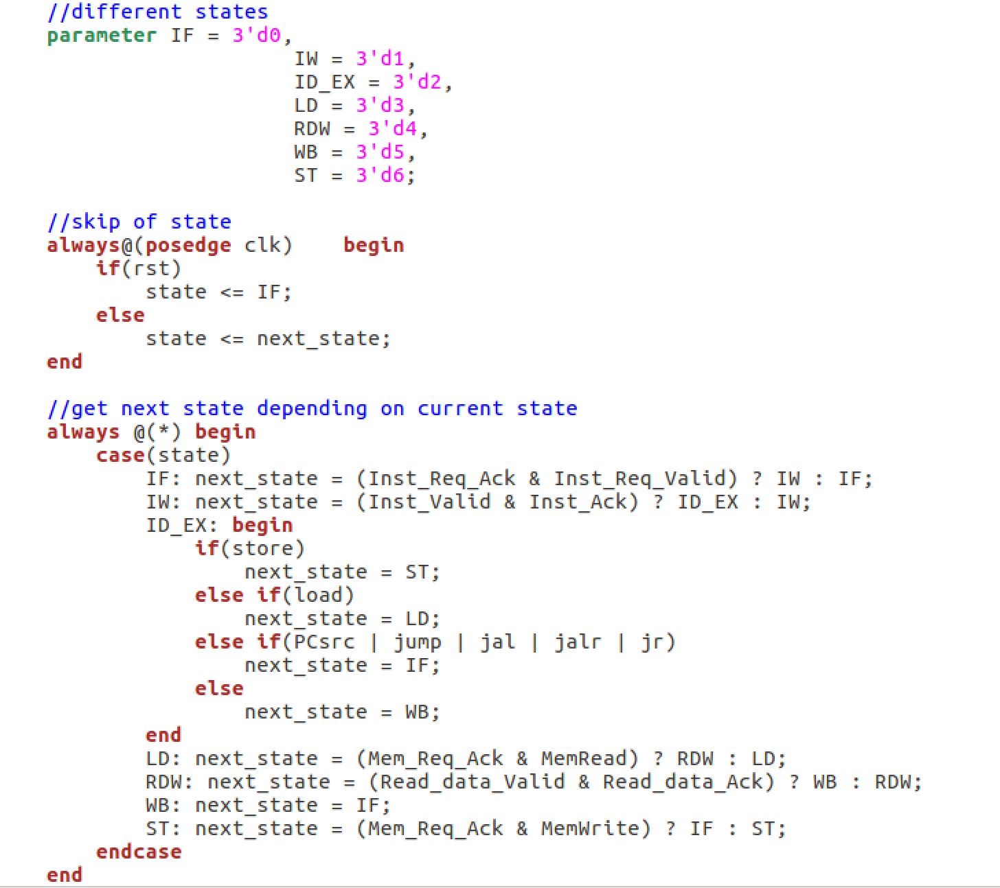 //different states
parameter IF = 3'd0,
IW = 3'd1,
ID_EX = 3'd2,
LD = 3'd3,
RDW = 3'd4,
WB = 3'd5,
ST = 3'd6;
//skip of state
always@(posedge clk) begin
if(rst)
state <= IF;
else
state <= next_state;
end
//get next state depending on current state
always @(*) begin
case(state)
IF: next_state = (Inst_Req_Ack & Inst_Req_Valid) ? IW : IF;
IW: next_state = (Inst_Valid & Inst_Ack) ? ID_EX : IW;
ID_EX: begin
if(store)
next_state = ST;
else if(load)
next_state = LD;
else if(PCsrc | jump | jal | jalr | jr)
next_state = IF;
else
next_state = WB;
end
LD: next_state = (Mem_Req_Ack & MemRead) ? RDW : LD;
RDW: next_state = (Read_data_Valid & Read_data_Ack) ? WB : RDW;
WB: next_state = IF;
ST: next_state = (Mem_Req_Ack & MemWrite) ? IF : ST;
endcase
end